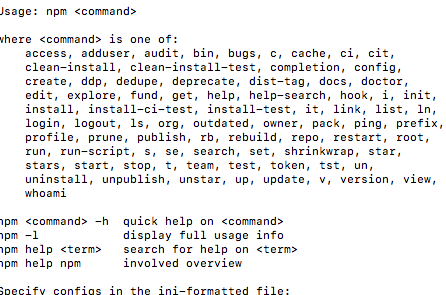 Usage: npm <command>
where <command> is one of:
access, adduser, audit, bin, bugs, c, cache, ci, cit,
clean-install, clean-install-test, completion, config,
create, ddp, dedupe, deprecate, dist-tag, docs, doctor,
edit, explore, fund, get, help, help-search, hook, i, init,
install, install-ci-test, install-test, it, link, list, ln,
login, logout, ls, org, outdated, owner, pack, ping, prefix,
profile, prune, publish, rb, rebuild, repo, restart, root,
run, run-script, s, se, search, set, shrinkwrap, star,
stars, start, stop, t, team, test, token, tst, un,
uninstall, unpublish, unstar, up, update, v, version, view,
whoami
npm <command> -h quick help on <command>
npm -l display full usage info
npm help <term> search for help on <term>
npm help npm involved overview
Specify configs in the ini-formatted file: